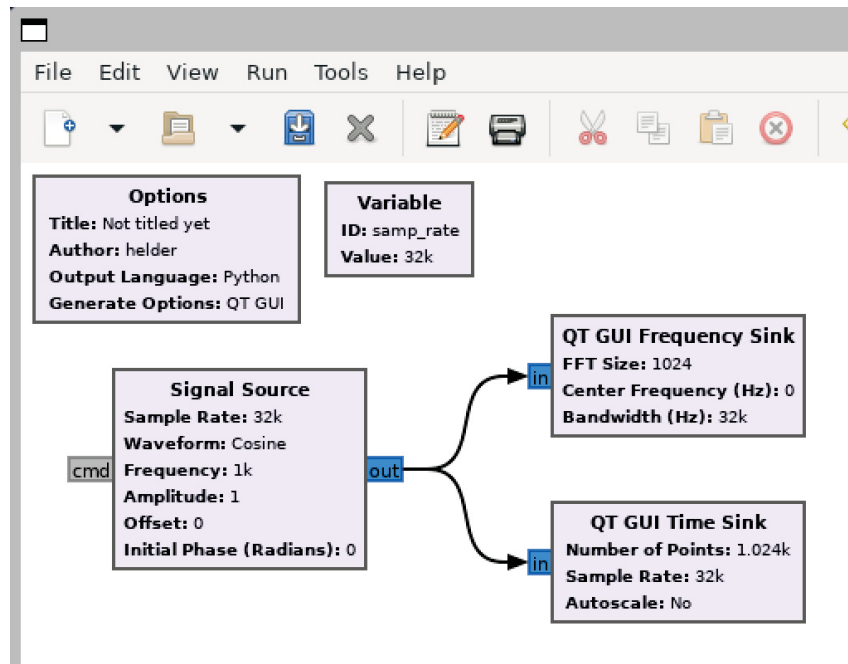 File Edit View Run Tools Help
Options
Title: Not titled yet
Author: helder
Output Language: Python
Generate Options: QT GUI
Variable
ID: samp_rate
Value: 32k
Signal Source
Sample Rate: 32k
Waveform: Cosine
cmd
Frequency: 1k
out
Amplitude: 1
Offset: 0
Initial Phase (Radians): 0
QT GUI Frequency Sink
FFT Size: 1024
in
Center Frequency (Hz): 0
Bandwidth (Hz): 32k
QT GUI Time Sink
Number of Points: 1.024k
in
Sample Rate: 32k
Autoscale: No